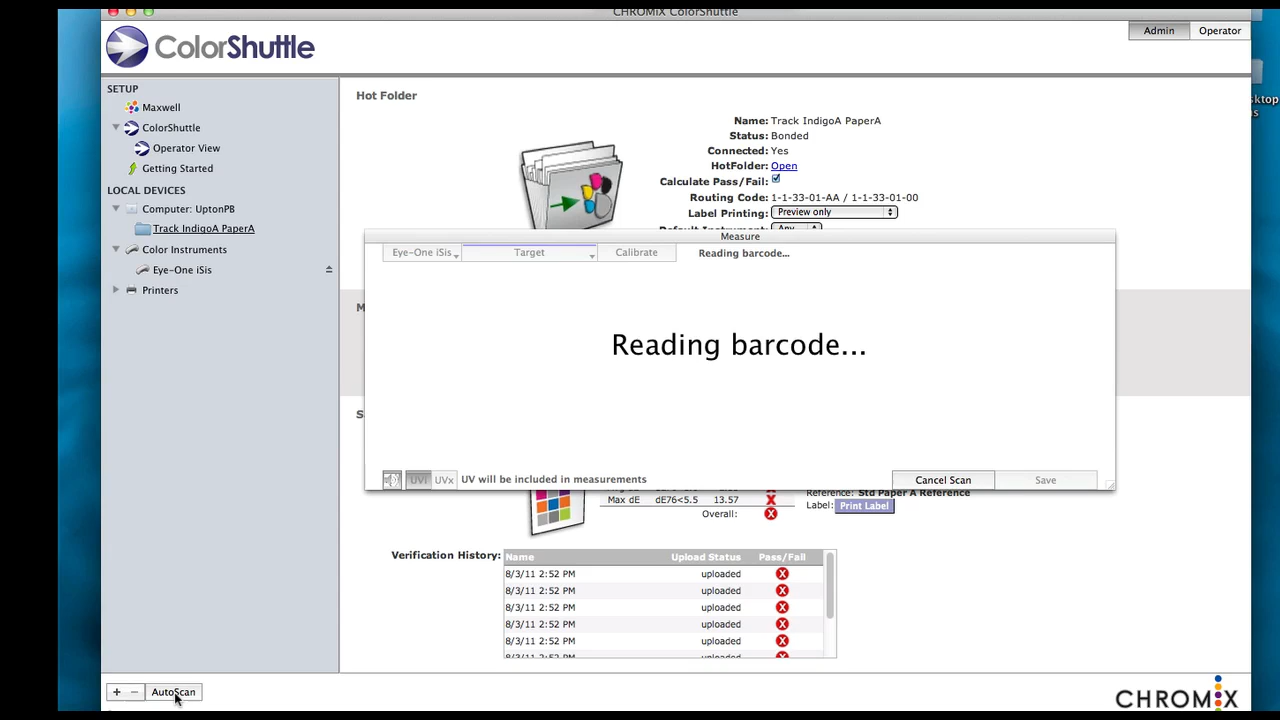 CHROMiX ColorShuttle
ColorShuttle
Admin
Operator
SETUP
Maxwell
ColorShuttle
Operator View
Getting Started
LOCAL DEVICES
Computer: UptonPB
Track IndigoA PaperA
Color Instruments
Eye-One iSis
Printers
Hot Folder
Name: Track IndigoA PaperA
Status: Bonded
Connected: Yes
HotFolder: Open
Calculate Pass/Fail:
Routing Code: 1-1-33-01-AA / 1-1-33-01-00
Label Printing: Preview only
Measure
Eye-One iSis
Target
Calibrate
Reading barcode...
Reading barcode...
UVi
UVx
UV will be included in measurements
Cancel Scan
Save
Max dE dE76<5.5 13.57
Overall:
Reference: Std Paper A Reference
Label: Print Label
Verification History:
Name Upload Status Pass/Fail
8/3/11 2:52 PM uploaded
8/3/11 2:52 PM uploaded
8/3/11 2:52 PM uploaded
8/3/11 2:52 PM uploaded
8/3/11 2:52 PM uploaded
+ − AutoScan
CHROMiX